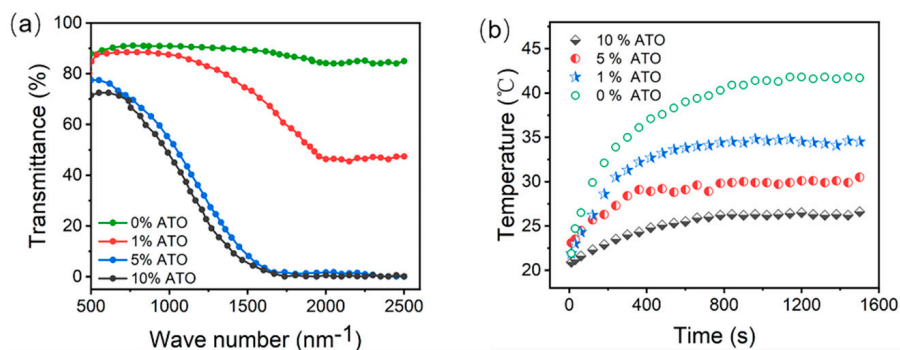 (a)
100
80
60
40
20
0
Transmittance (%)
0% ATO
1% ATO
5% ATO
10% ATO
500 1000 1500 2000 2500
Wave number (nm⁻¹)
(b)
45
40
35
30
25
20
Temperature (℃)
10 % ATO
5 % ATO
1 % ATO
0 % ATO
0 400 800 1200 1600
Time (s)